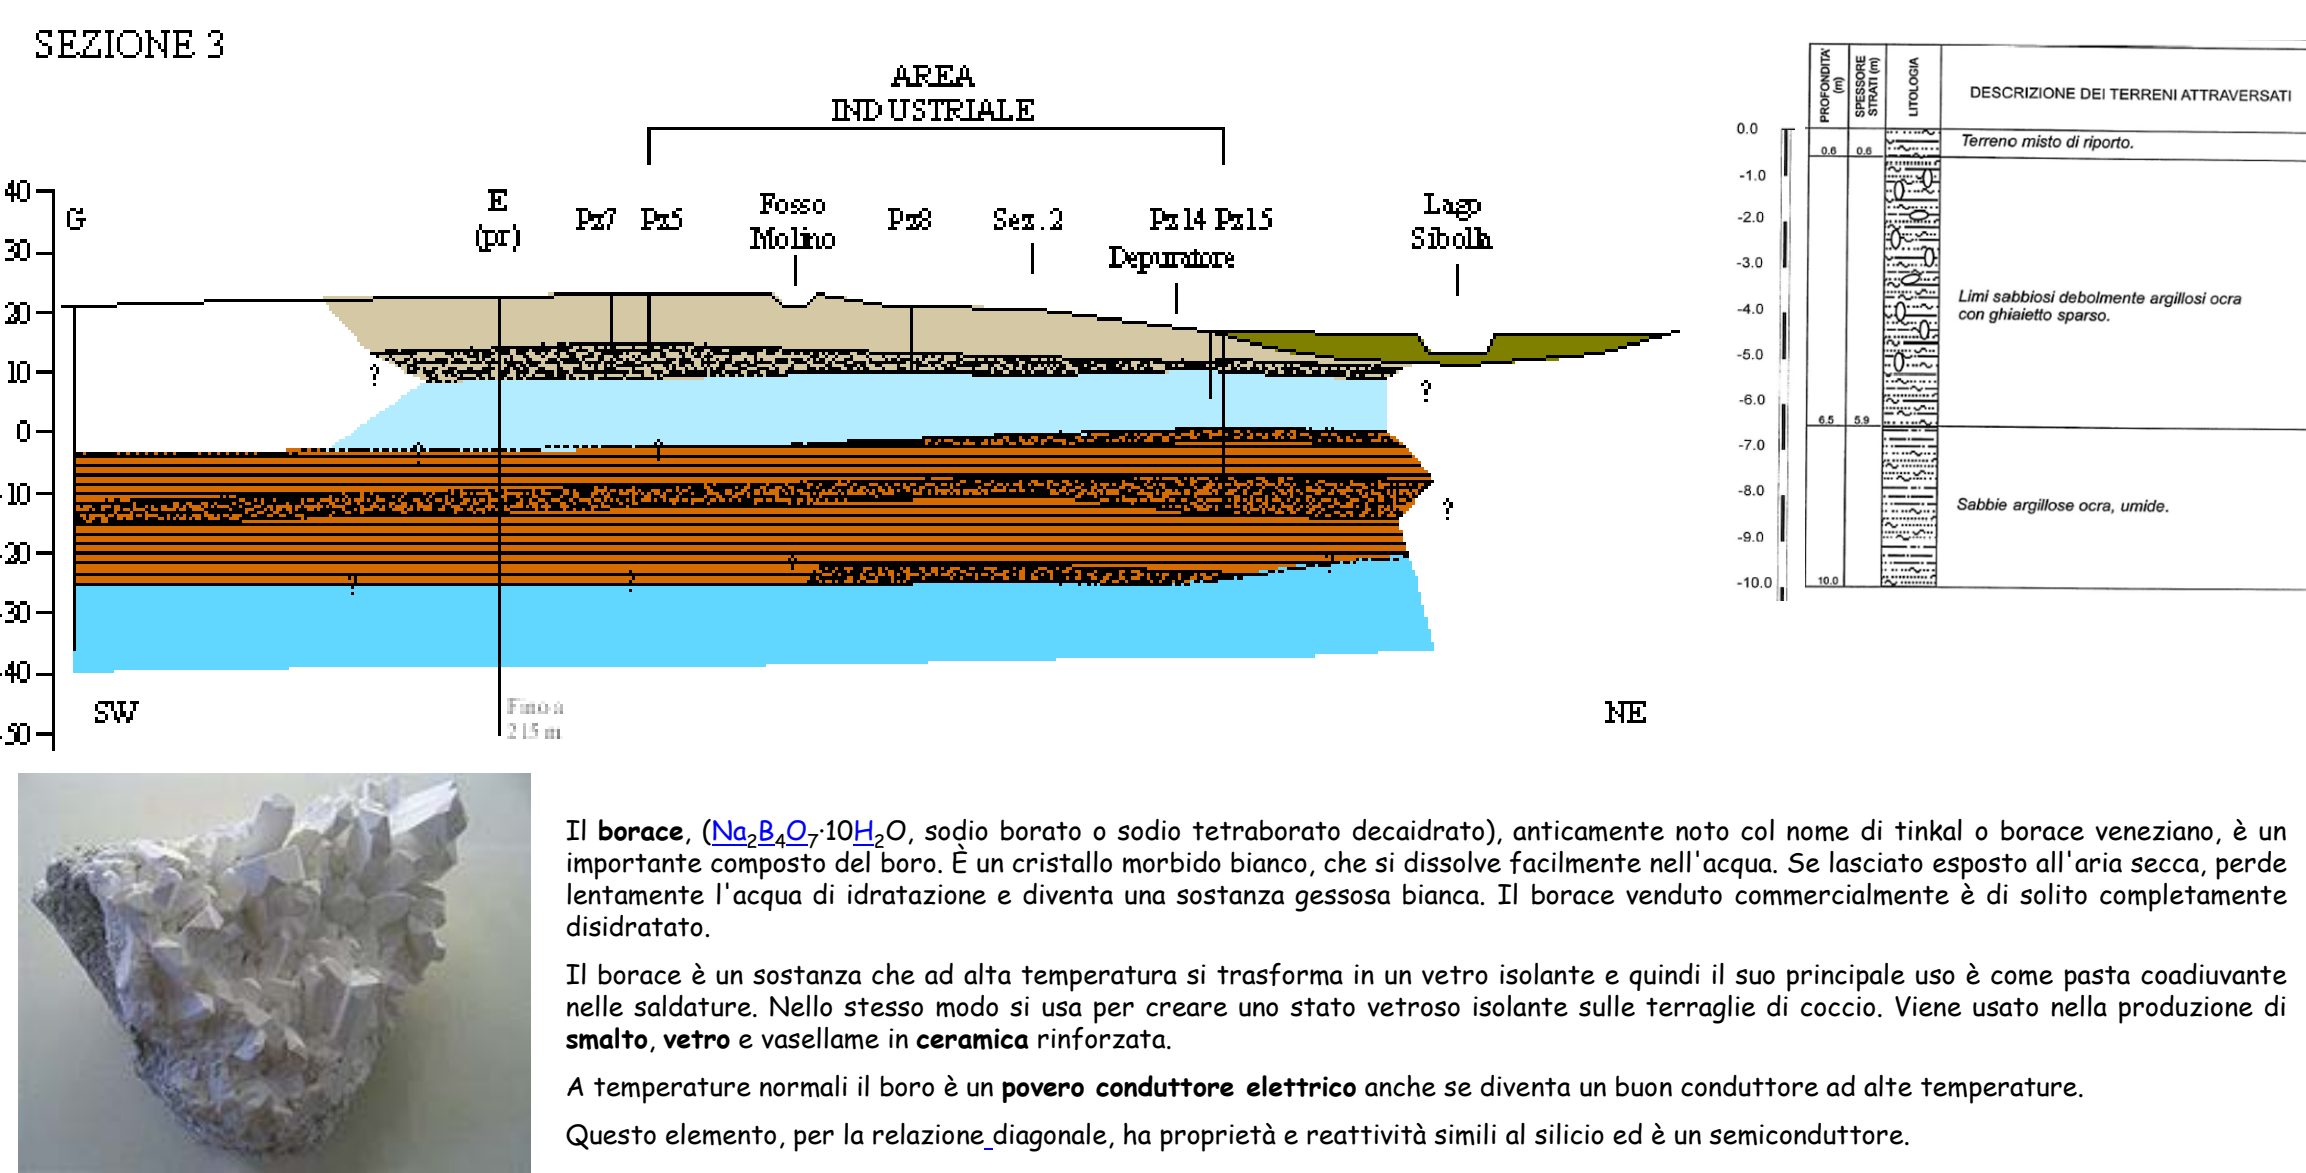 SEZIONE 3
AREA
INDUSTRIALE
40
30
20
10
0
-10
-20
-30
-40
-50
G
E
(pr)
Pz7
Pz5
Fosso
Molino
Pz8
Sez.2
Pz14
Pz15
Depuratore
Lago
Sibolla
?
?
?
?
?
?
?
?
?
SW
NE
Fino a
215 m
PROFONDITA' (m)
SPESSORE STRATI (m)
LITOLOGIA
DESCRIZIONE DEI TERRENI ATTRAVERSATI
0.0
-1.0
-2.0
-3.0
-4.0
-5.0
-6.0
-7.0
-8.0
-9.0
-10.0
0.6
0.6
Terreno misto di riporto.
Limi sabbiosi debolmente argillosi ocra
con ghiaietto sparso.
6.5
5.9
Sabbie argillose ocra, umide.
10.0
Il borace, (Na₂B₄O₇·10H₂O, sodio borato o sodio tetraborato decaidrato), anticamente noto col nome di tinkal o borace veneziano, è un
importante composto del boro. È un cristallo morbido bianco, che si dissolve facilmente nell'acqua. Se lasciato esposto all'aria secca, perde
lentamente l'acqua di idratazione e diventa una sostanza gessosa bianca. Il borace venduto commercialmente è di solito completamente
disidratato.
Il borace è un sostanza che ad alta temperatura si trasforma in un vetro isolante e quindi il suo principale uso è come pasta coadiuvante
nelle saldature. Nello stesso modo si usa per creare uno stato vetroso isolante sulle terraglie di coccio. Viene usato nella produzione di
smalto, vetro e vasellame in ceramica rinforzata.
A temperature normali il boro è un povero conduttore elettrico anche se diventa un buon conduttore ad alte temperature.
Questo elemento, per la relazione diagonale, ha proprietà e reattività simili al silicio ed è un semiconduttore.